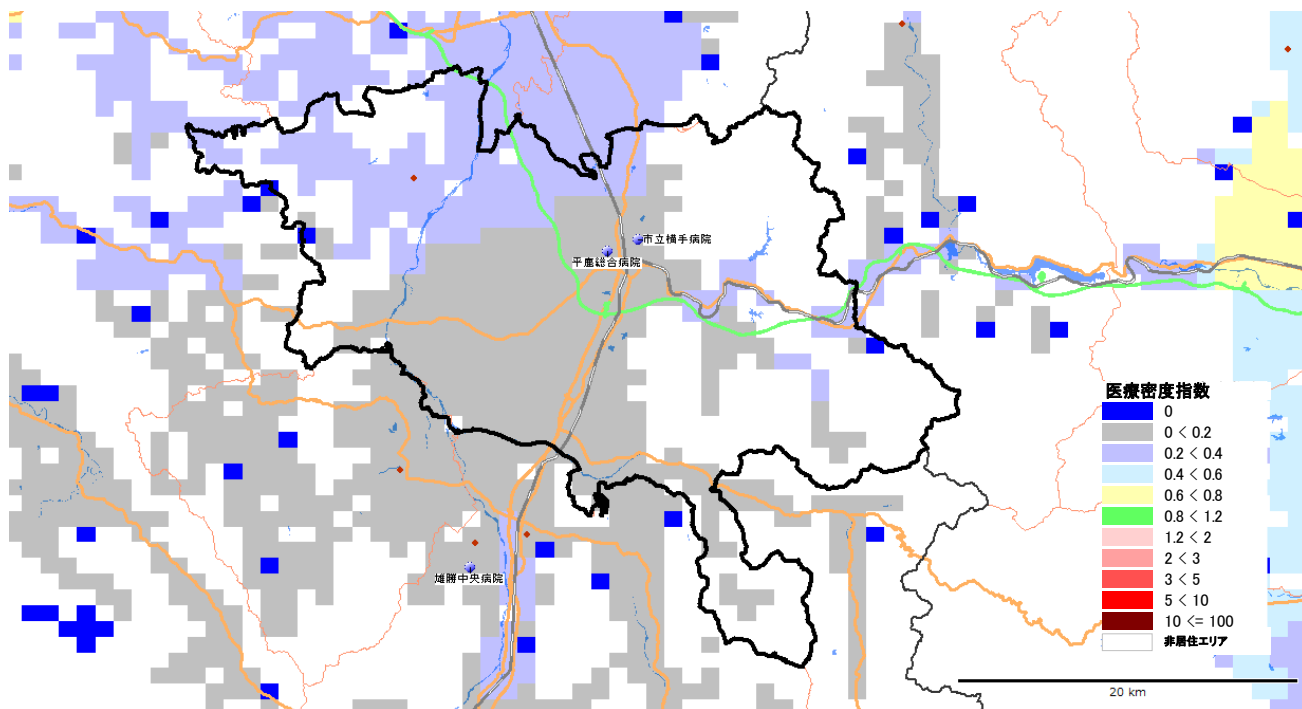 市立横手病院
平鹿総合病院
雄勝中央病院
医療密度指数
0
0 < 0.2
0.2 < 0.4
0.4 < 0.6
0.6 < 0.8
0.8 < 1.2
1.2 < 2
2 < 3
3 < 5
5 < 10
10 <= 100
非居住エリア
20 km